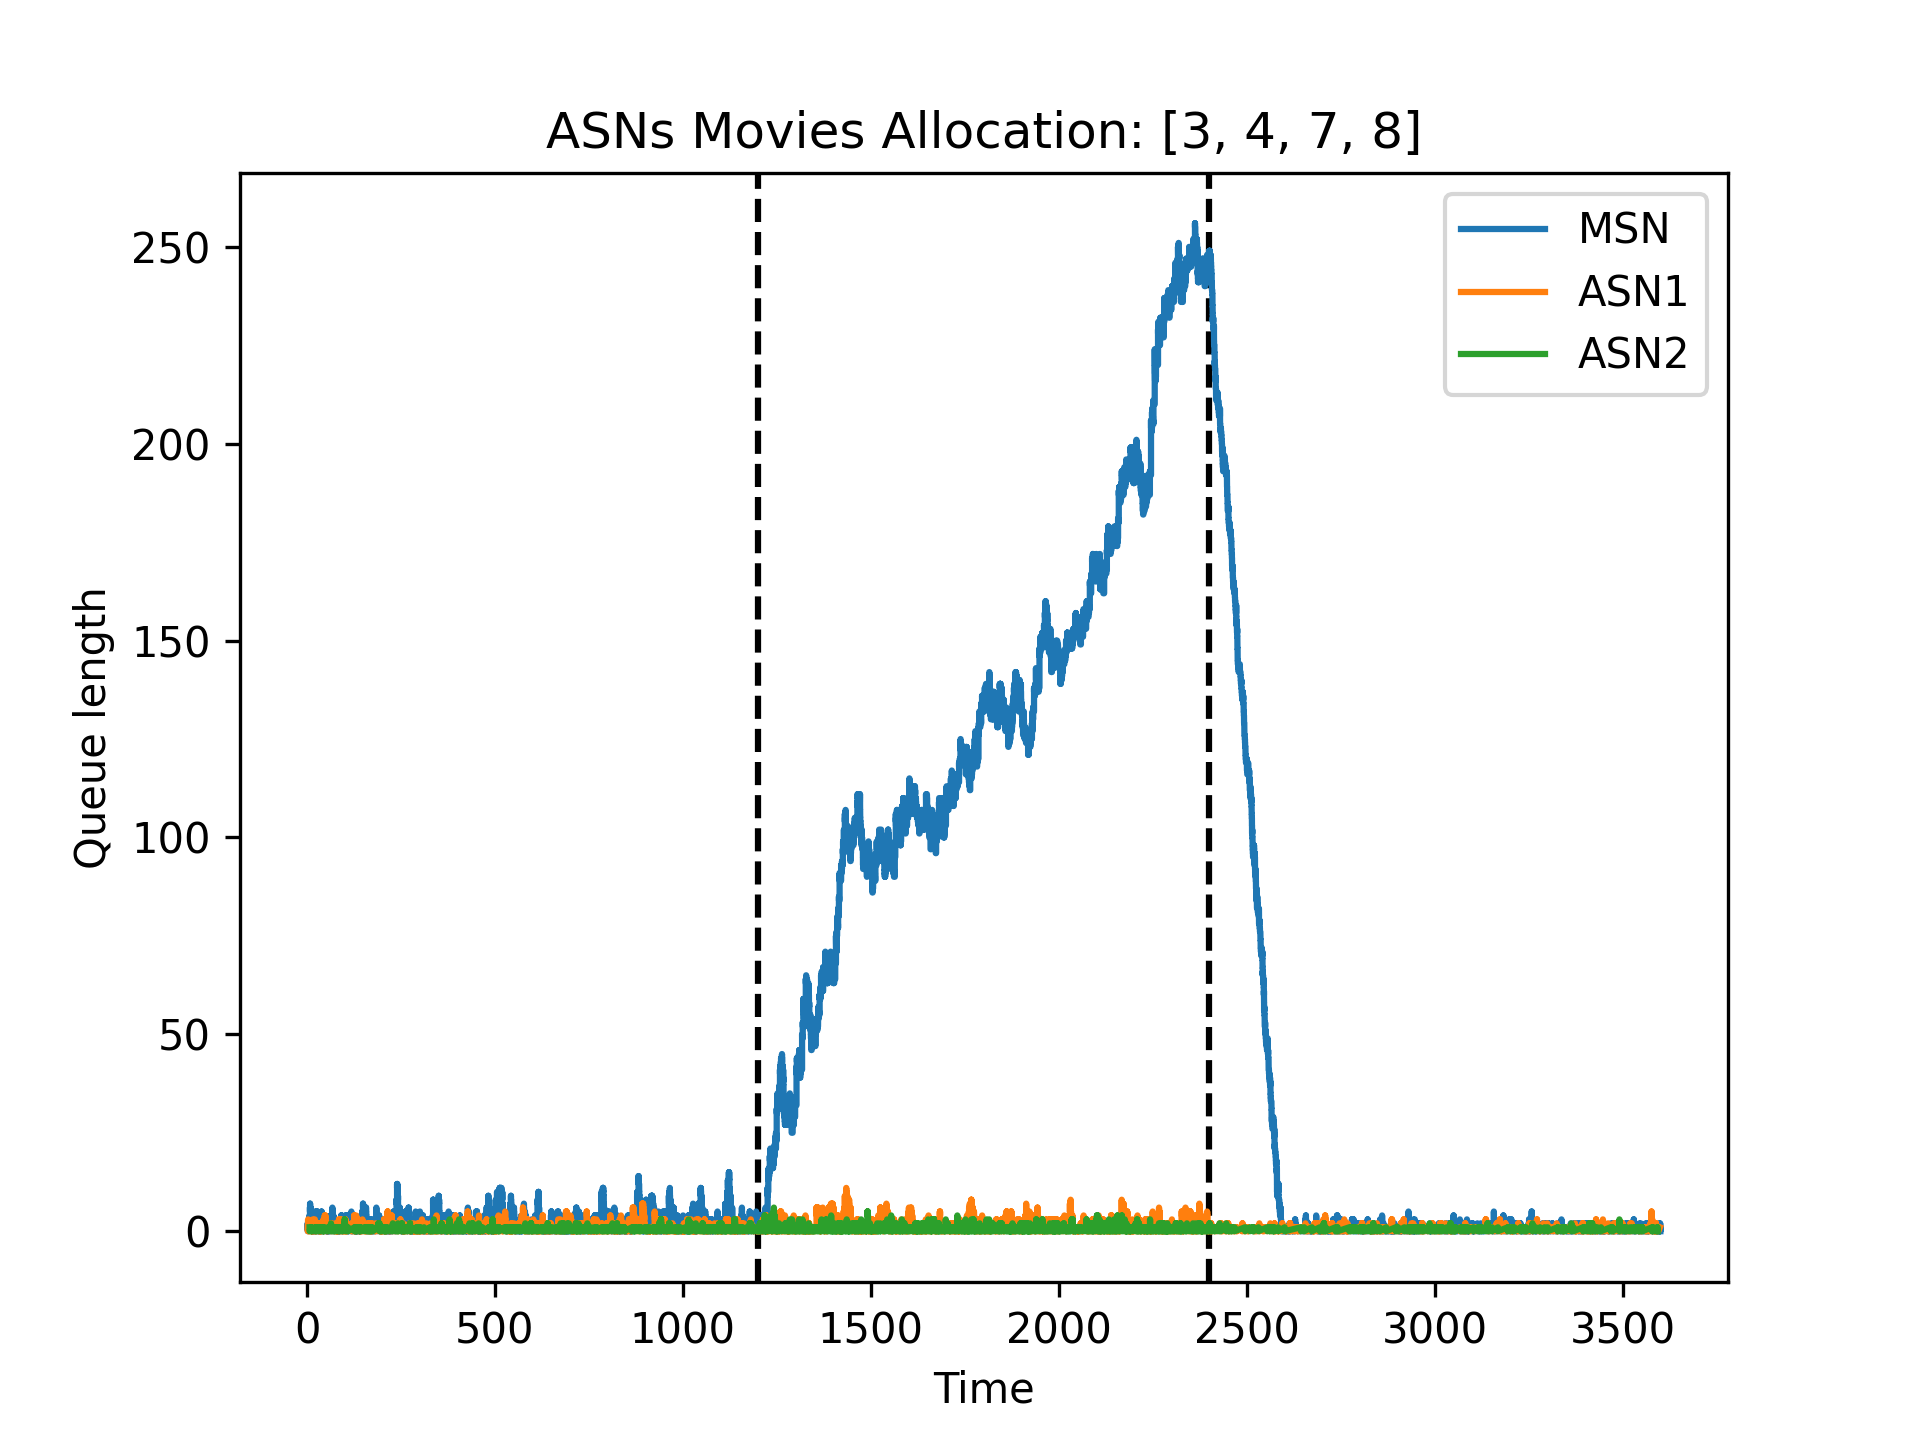 ASNs Movies Allocation: [3, 4, 7, 8]
MSN
ASN1
ASN2
250
200
150
100
50
0
Queue length
0 500 1000 1500 2000 2500 3000 3500
Time